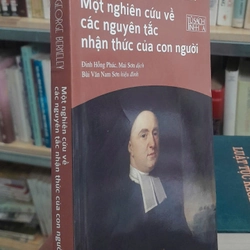 GEORGE BERKELEY
Một nghiên cứu về
các nguyên tắc
nhận thức của con người
Đinh Hồng Phúc, Mai Sơn dịch
Bùi Văn Nam Sơn hiệu đính
Một nghiên cứu về
các nguyên tắc nhận thức của con người